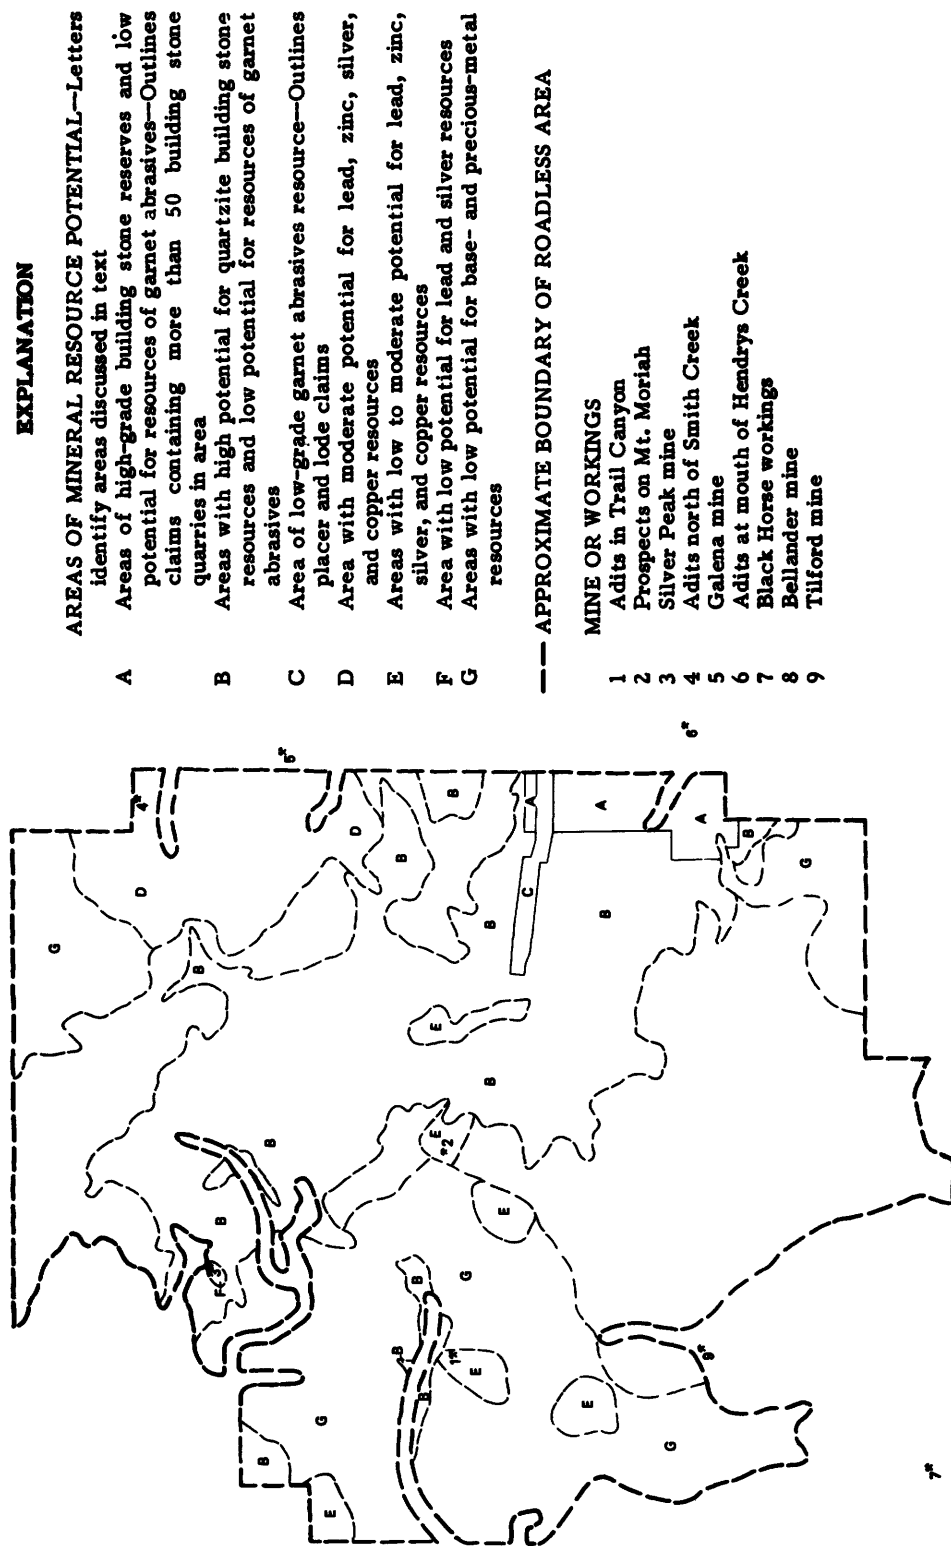 EXPLANATION
AREAS OF MINERAL RESOURCE POTENTIAL—Letters
identify areas discussed in text
A Areas of high-grade building stone reserves and low
potential for resources of garnet abrasives—Outlines
claims containing more than 50 building stone
quarries in area
B Areas with high potential for quartzite building stone
resources and low potential for resources of garnet
abrasives
C Area of low-grade garnet abrasives resource—Outlines
placer and lode claims
D Area with moderate potential for lead, zinc, silver,
and copper resources
E Areas with low to moderate potential for lead, zinc,
silver, and copper resources
F Area with low potential for lead and silver resources
G Areas with low potential for base- and precious-metal
resources
APPROXIMATE BOUNDARY OF ROADLESS AREA
MINE OR WORKINGS
1 Adits in Trail Canyon
2 Prospects on Mt. Moriah
3 Silver Peak mine
4 Adits north of Smith Creek
5 Galena mine
6 Adits at mouth of Hendrys Creek
7 Black Horse workings
8 Bellander mine
9 Tilford mine
G
D
4*
5*
B
D
B
B
B
A
C
A
B
A
6*
B
G
E
B
B
E
*2
B
F
3
E
B
G
B
B
1*
E
G
B
E
E
9*
G
7*